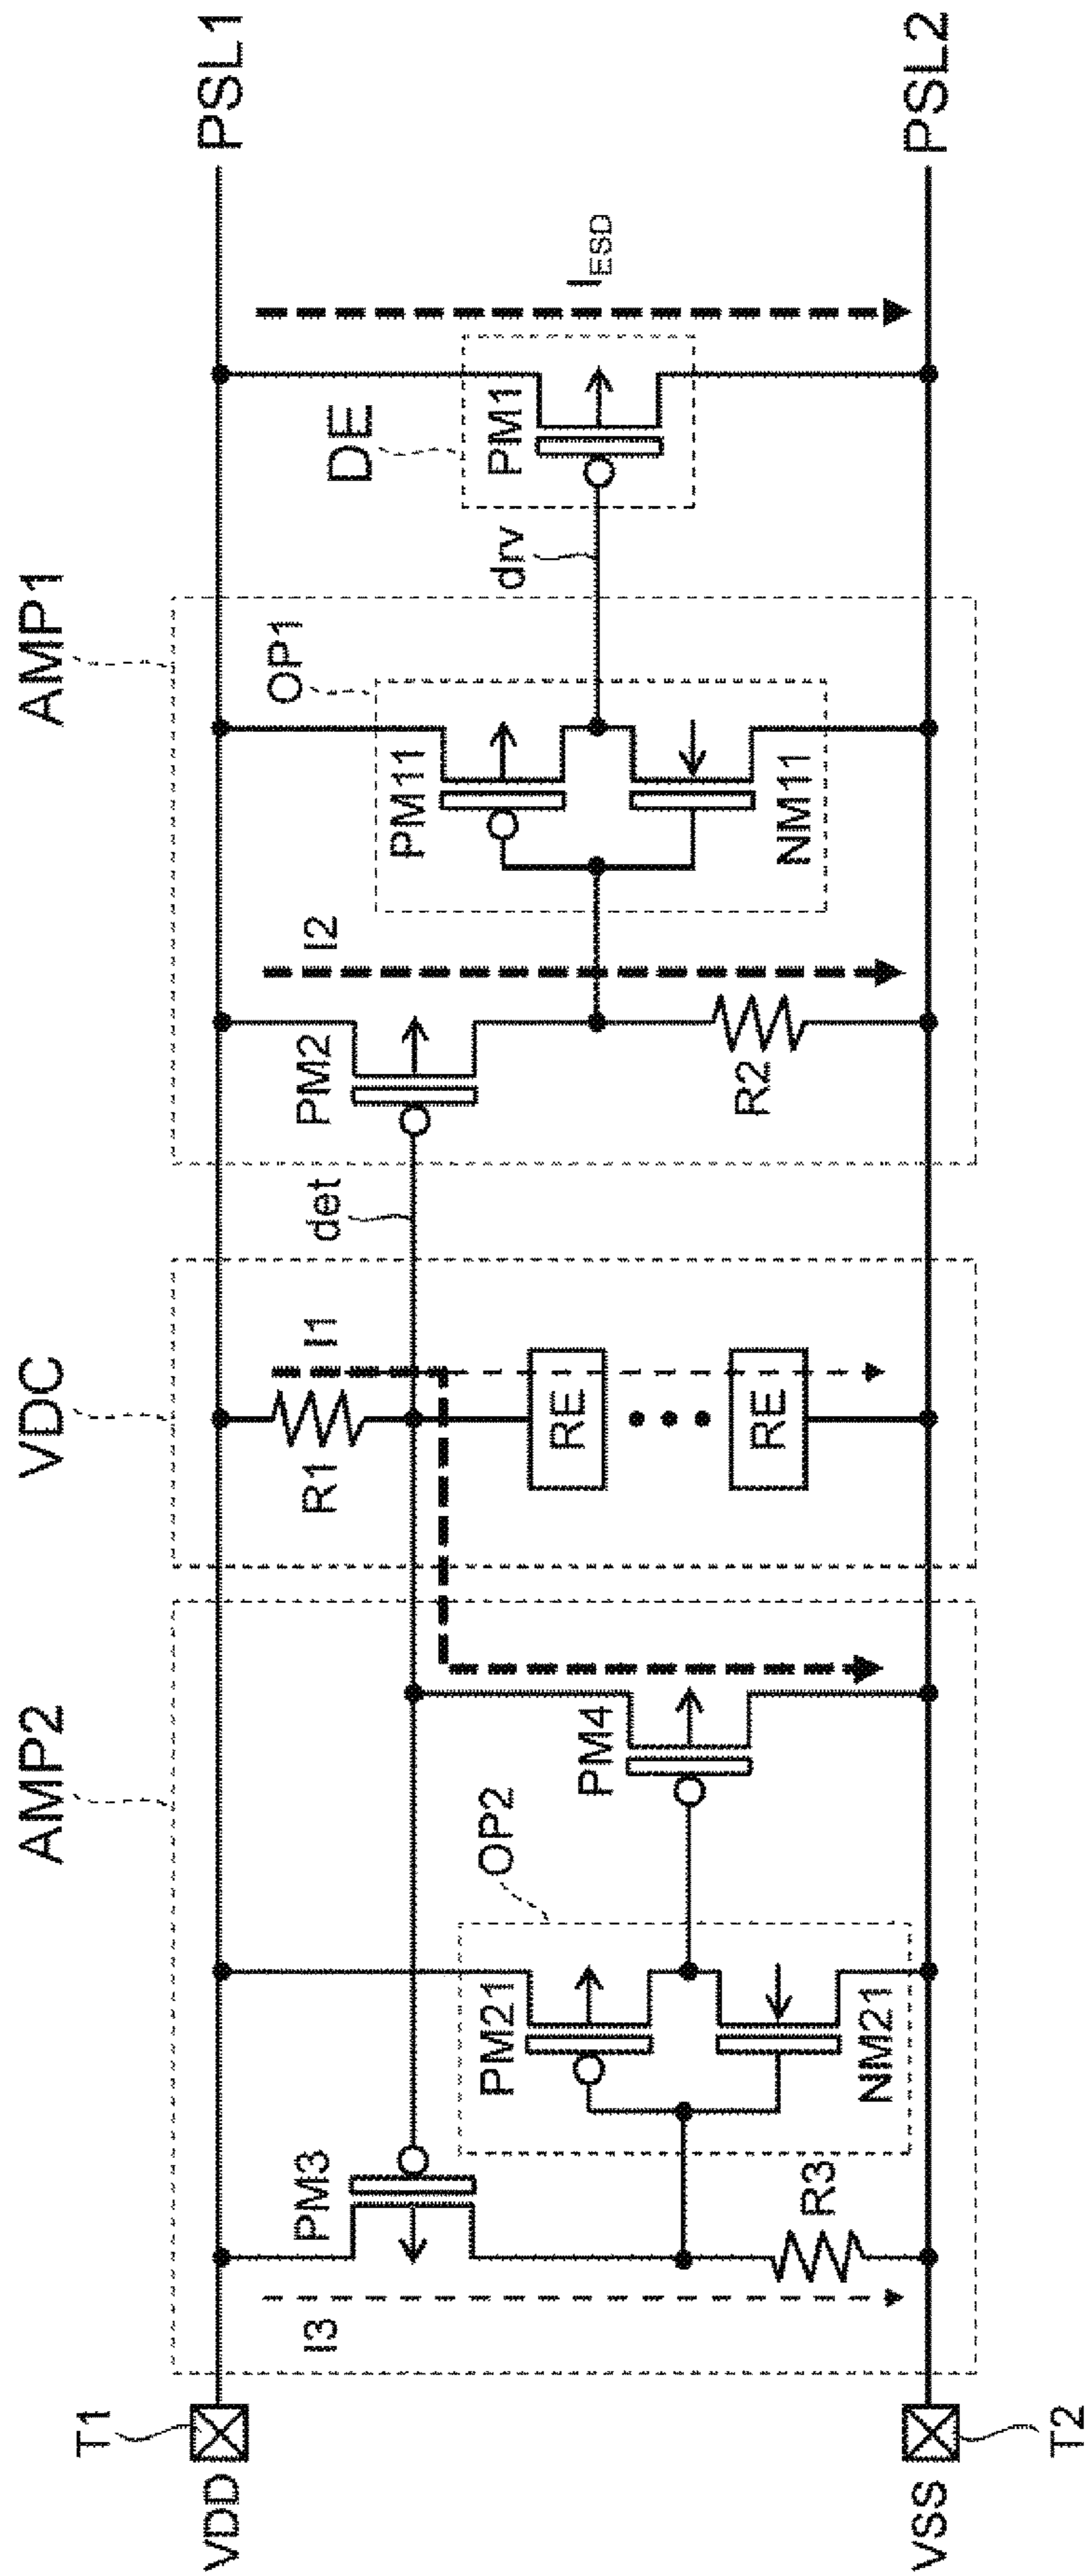 AMP2
VDC
AMP1
T1
VDD
PSL1
I3
PM3
R3
OP2
PM21
NM21
PM4
R1
I1
RE
RE
det
PM2
I2
R2
OP1
PM11
NM11
drv
DE
PM1
IESD
VSS
T2
PSL2